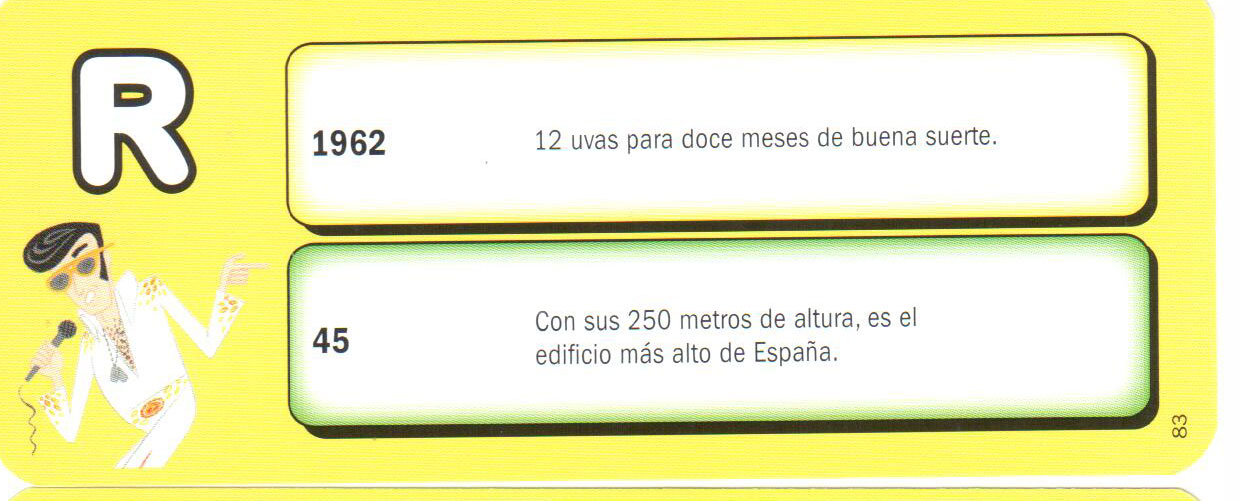 R
1962 12 uvas para doce meses de buena suerte.
45 Con sus 250 metros de altura, es el
edificio más alto de España.
83